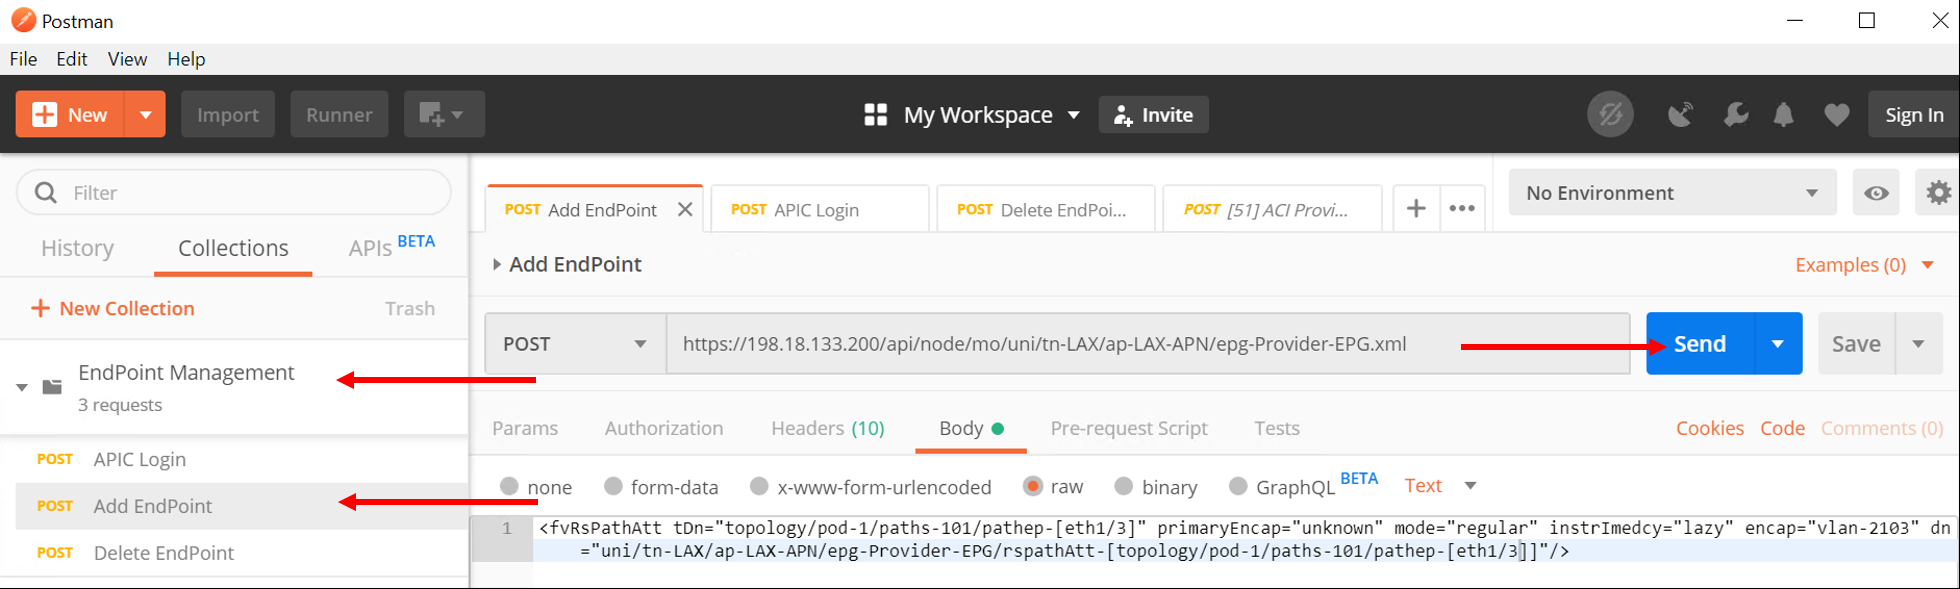 Postman
File Edit View Help
New Import Runner My Workspace Invite Sign In
Filter
History Collections APIs BETA
New Collection Trash
EndPoint Management
3 requests
POST APIC Login
POST Add EndPoint
POST Delete EndPoint
POST Add EndPoint POST APIC Login POST Delete EndPoi... POST [51] ACI Provi... No Environment
Add EndPoint Examples (0)
POST https://198.18.133.200/api/node/mo/uni/tn-LAX/ap-LAX-APN/epg-Provider-EPG.xml Send Save
Params Authorization Headers (10) Body Pre-request Script Tests Cookies Code Comments (0)
none form-data x-www-form-urlencoded raw binary GraphQL BETA Text
1 <fvRsPathAtt tDn="topology/pod-1/paths-101/pathep-[eth1/3]" primaryEncap="unknown" mode="regular" instrImedcy="lazy" encap="vlan-2103" dn
="uni/tn-LAX/ap-LAX-APN/epg-Provider-EPG/rspathAtt-[topology/pod-1/paths-101/pathep-[eth1/3]]"/>